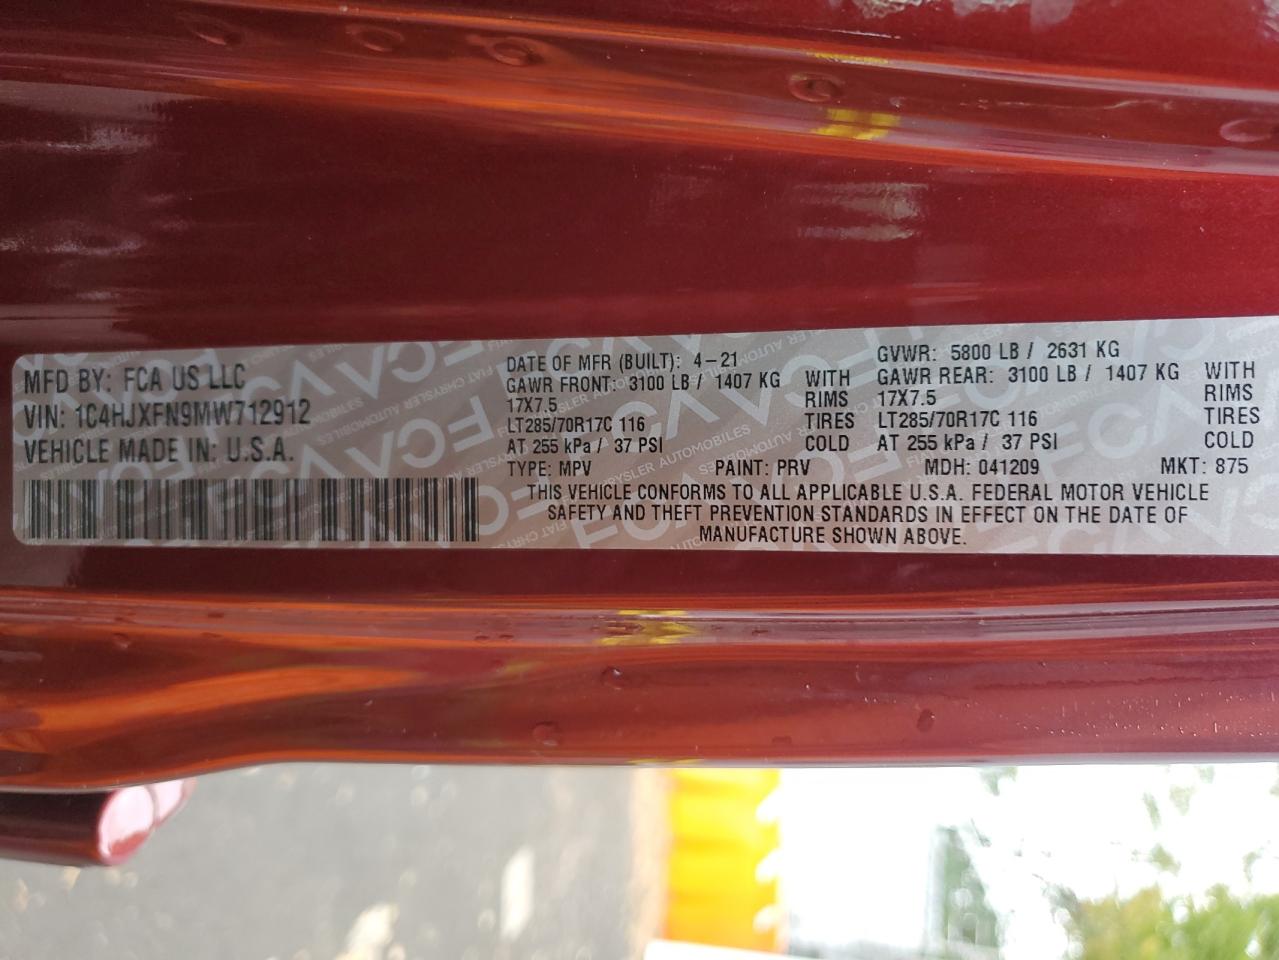 MFD BY: FCA US LLC
VIN: 1C4HJXFN9MW712912
VEHICLE MADE IN: U.S.A.
DATE OF MFR (BUILT): 4-21
GAWR FRONT: 3100 LB / 1407 KG WITH
17X7.5 RIMS
LT285/70R17C 116 TIRES
AT 255 kPa / 37 PSI COLD
GVWR: 5800 LB / 2631 KG
GAWR REAR: 3100 LB / 1407 KG WITH
17X7.5 RIMS
LT285/70R17C 116 TIRES
AT 255 kPa / 37 PSI COLD
TYPE: MPV PAINT: PRV MDH: 041209 MKT: 875
THIS VEHICLE CONFORMS TO ALL APPLICABLE U.S.A. FEDERAL MOTOR VEHICLE
SAFETY AND THEFT PREVENTION STANDARDS IN EFFECT ON THE DATE OF
MANUFACTURE SHOWN ABOVE.